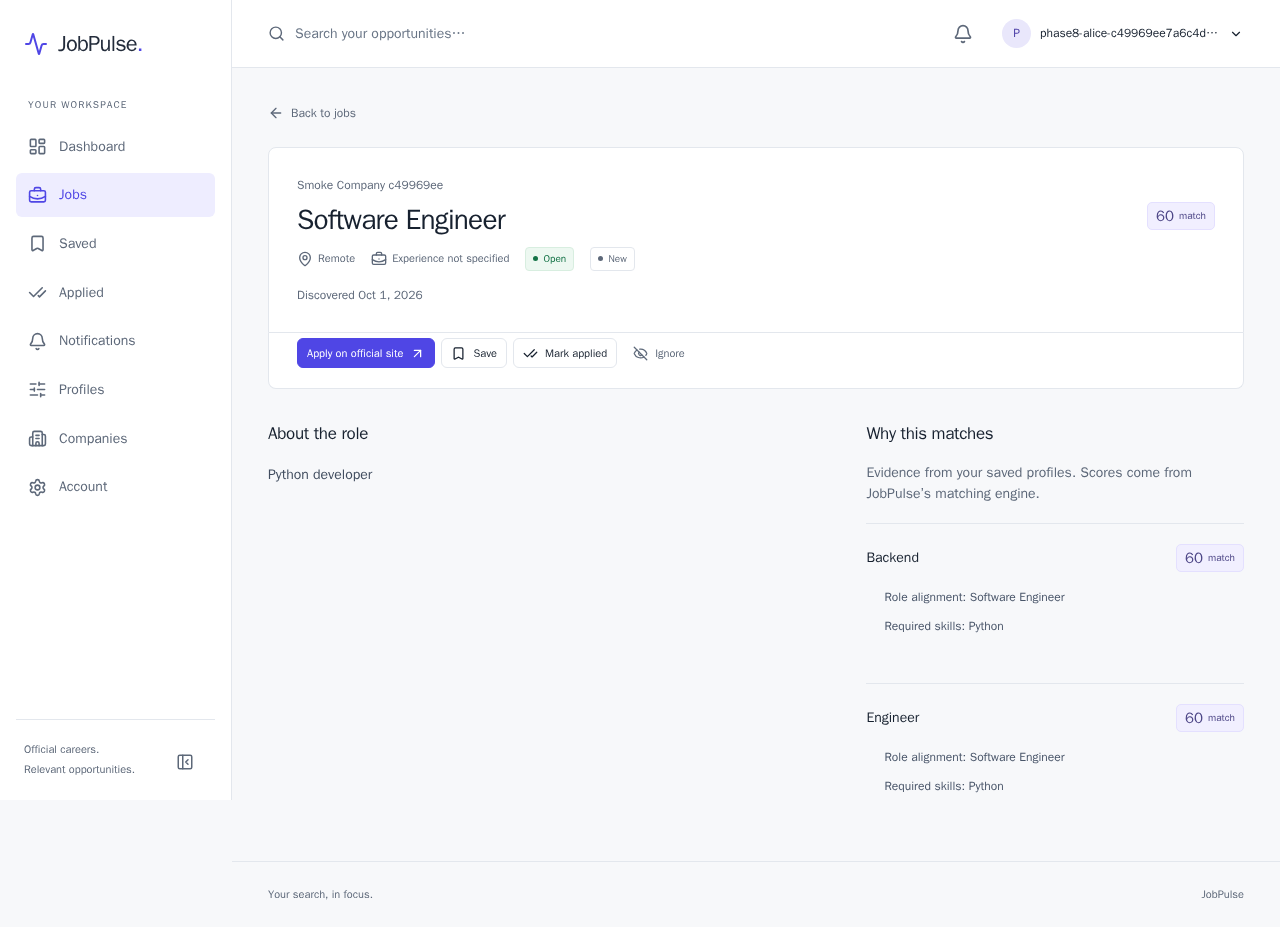 JobPulse.
YOUR WORKSPACE
Dashboard
Jobs
Saved
Applied
Notifications
Profiles
Companies
Account
Official careers.
Relevant opportunities.
Search your opportunities…
P
phase8-alice-c49969ee7a6c4d…
Back to jobs
Smoke Company c49969ee
Software Engineer
60 match
Remote
Experience not specified
Open
New
Discovered Oct 1, 2026
Apply on official site
Save
Mark applied
Ignore
About the role
Python developer
Why this matches
Evidence from your saved profiles. Scores come from
JobPulse's matching engine.
Backend
60 match
Role alignment: Software Engineer
Required skills: Python
Engineer
60 match
Role alignment: Software Engineer
Required skills: Python
Your search, in focus.
JobPulse